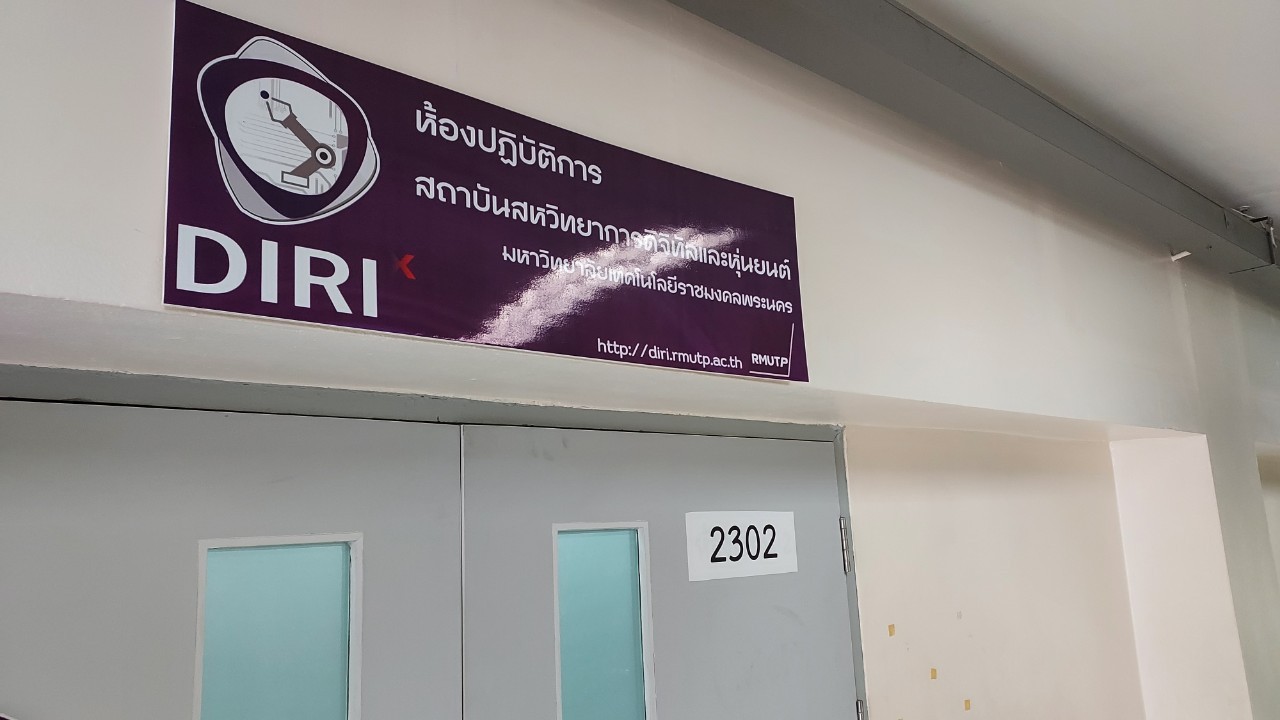 ห้องปฏิบัติการ
สถาบันสหวิทยาการดิจิทัลและหุ่นยนต์
มหาวิทยาลัยเทคโนโลยีราชมงคลพระนคร
DIRI
http://diri.rmutp.ac.th
RMUTP
2302